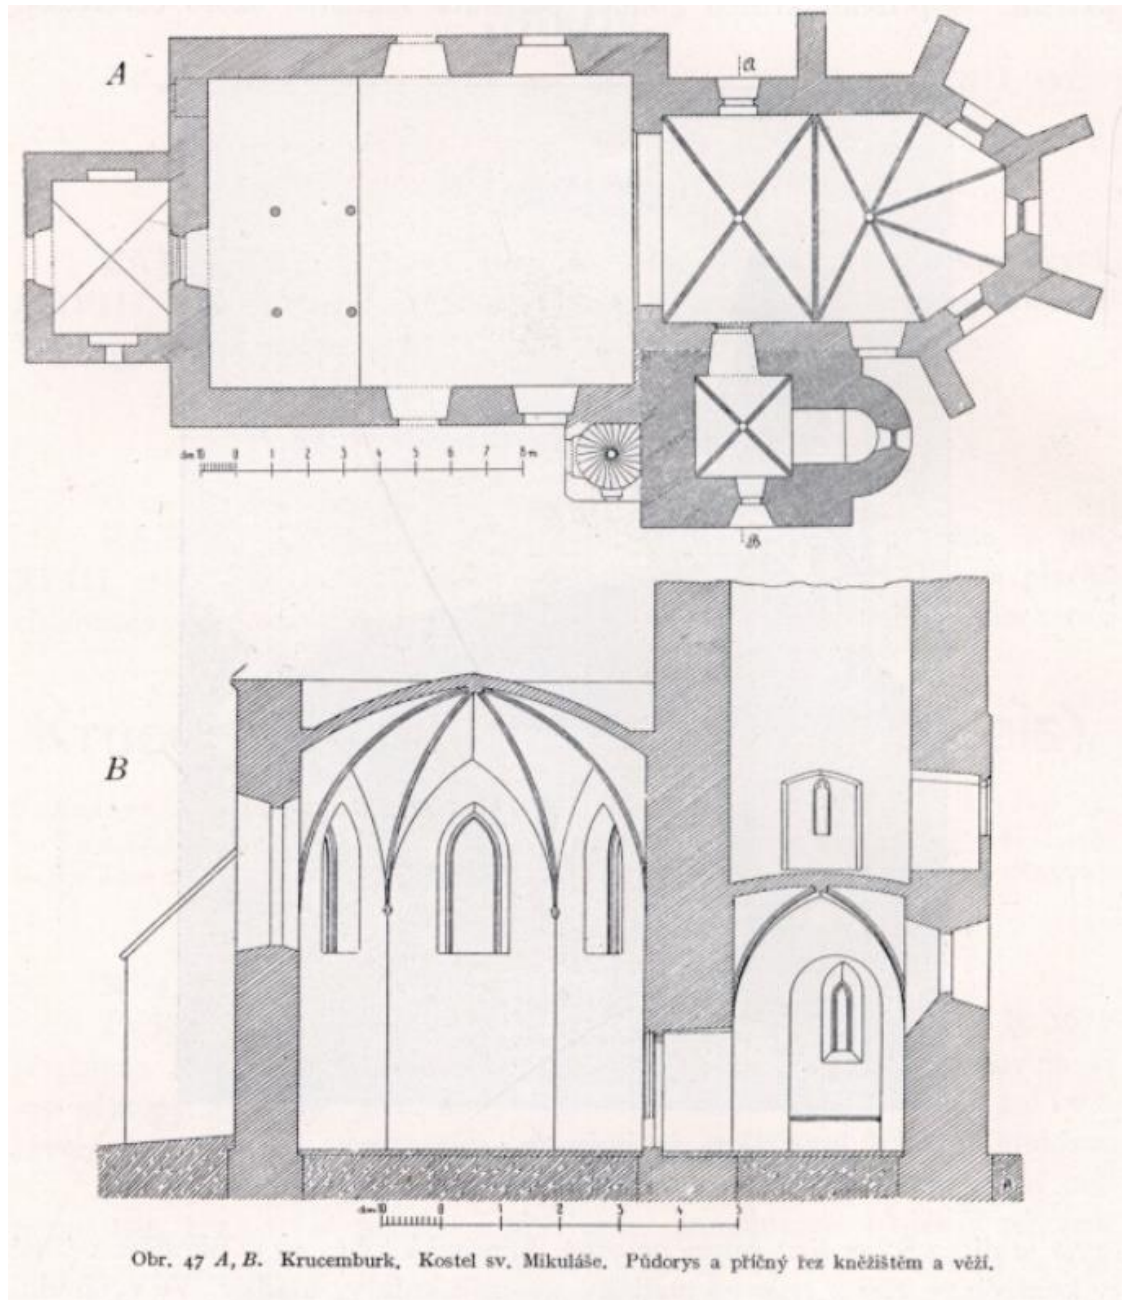 A
a
dm 10 0 1 2 3 4 5 6 7 8 m
B
B
dm 10 0 1 2 3 4 5
Obr. 47 A, B. Krucemburk. Kostel sv. Mikuláše. Půdorys a příčný řez kněžištěm a věží.